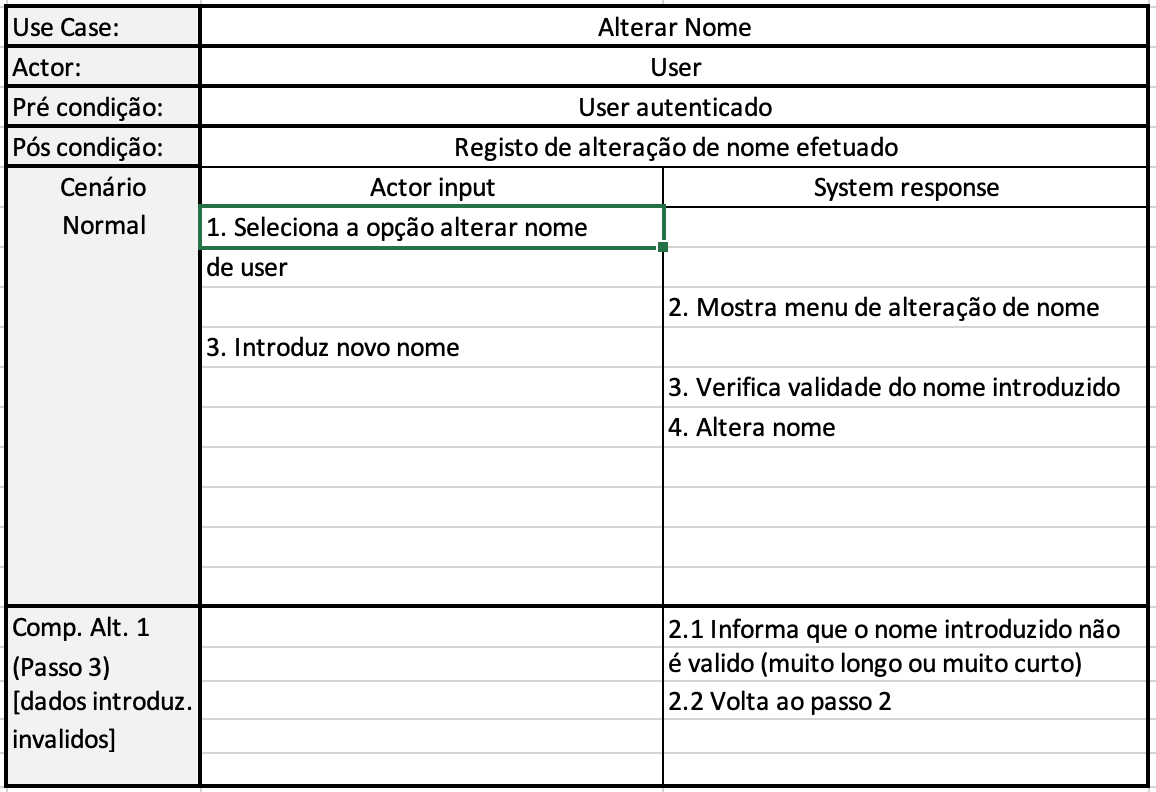 Use Case: Alterar Nome
Actor: User
Pré condição: User autenticado
Pós condição: Registo de alteração de nome efetuado
Cenário Actor input System response
Normal 1. Seleciona a opção alterar nome
de user
2. Mostra menu de alteração de nome
3. Introduz novo nome
3. Verifica validade do nome introduzido
4. Altera nome
Comp. Alt. 1 2.1 Informa que o nome introduzido não
(Passo 3) é valido (muito longo ou muito curto)
[dados introduz. 2.2 Volta ao passo 2
invalidos]